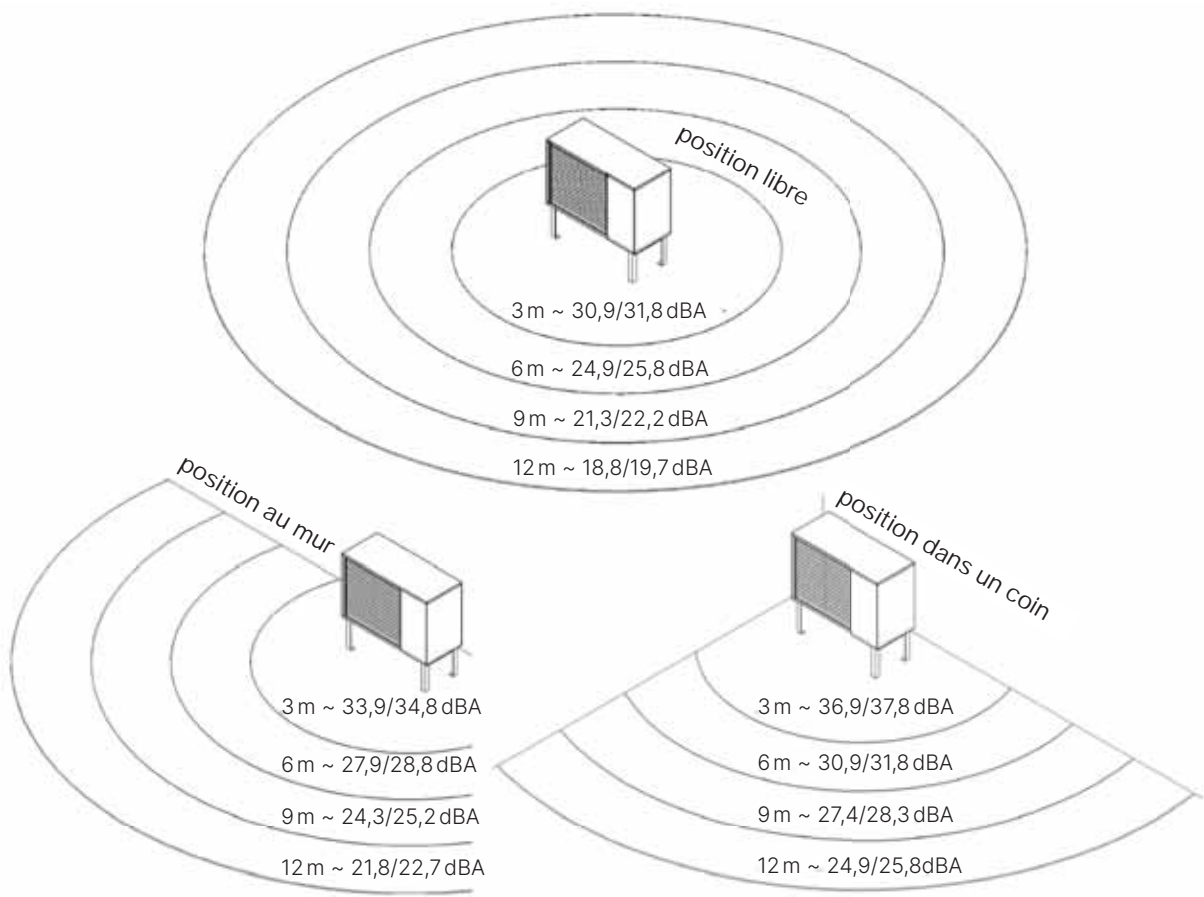 position libre
3 m ~ 30,9/31,8 dBA
6 m ~ 24,9/25,8 dBA
9 m ~ 21,3/22,2 dBA
12 m ~ 18,8/19,7 dBA
position au mur
3 m ~ 33,9/34,8 dBA
6 m ~ 27,9/28,8 dBA
9 m ~ 24,3/25,2 dBA
12 m ~ 21,8/22,7 dBA
position dans un coin
3 m ~ 36,9/37,8 dBA
6 m ~ 30,9/31,8 dBA
9 m ~ 27,4/28,3 dBA
12 m ~ 24,9/25,8dBA